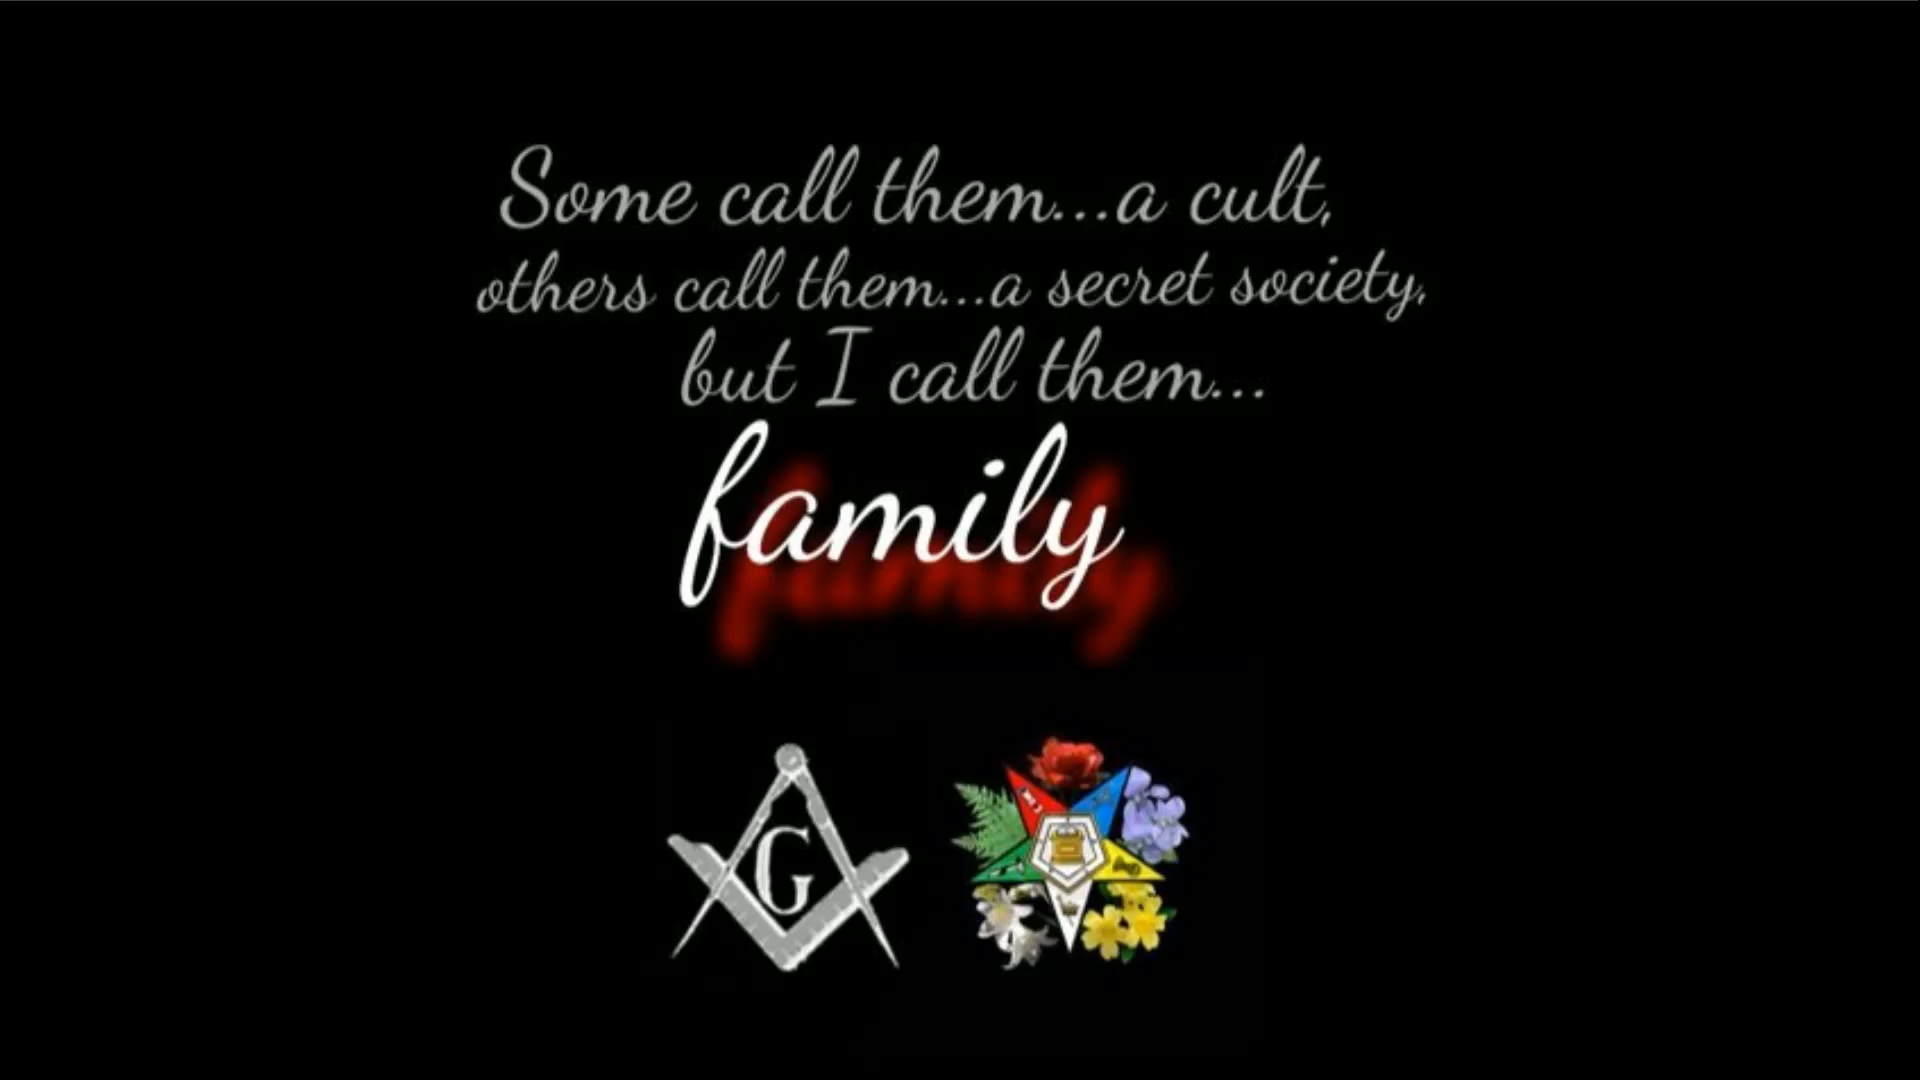 Some call them...a cult,
others call them...a secret society,
but I call them...
family
G